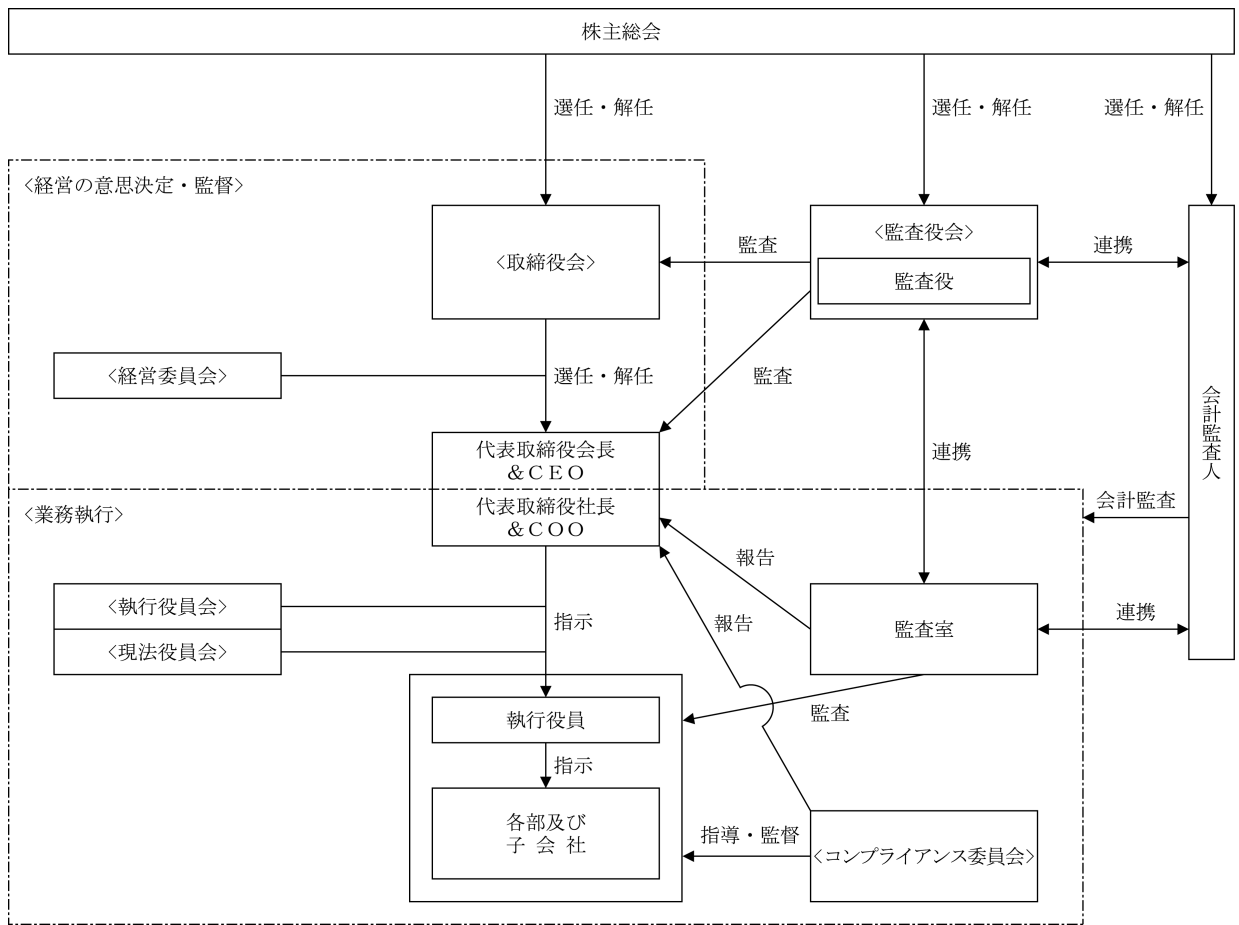 株主総会
選任・解任
選任・解任
選任・解任
<経営の意思決定・監督>
<取締役会>
監査
<監査役会>
監査役
連携
<経営委員会>
選任・解任
監査
会計監査人
代表取締役会長
&CEO
連携
代表取締役社長
&COO
<業務執行>
会計監査
報告
<執行役員会>
<現法役員会>
指示
報告
監査室
連携
執行役員
監査
指示
各部及び
子会社
指導・監督
<コンプライアンス委員会>